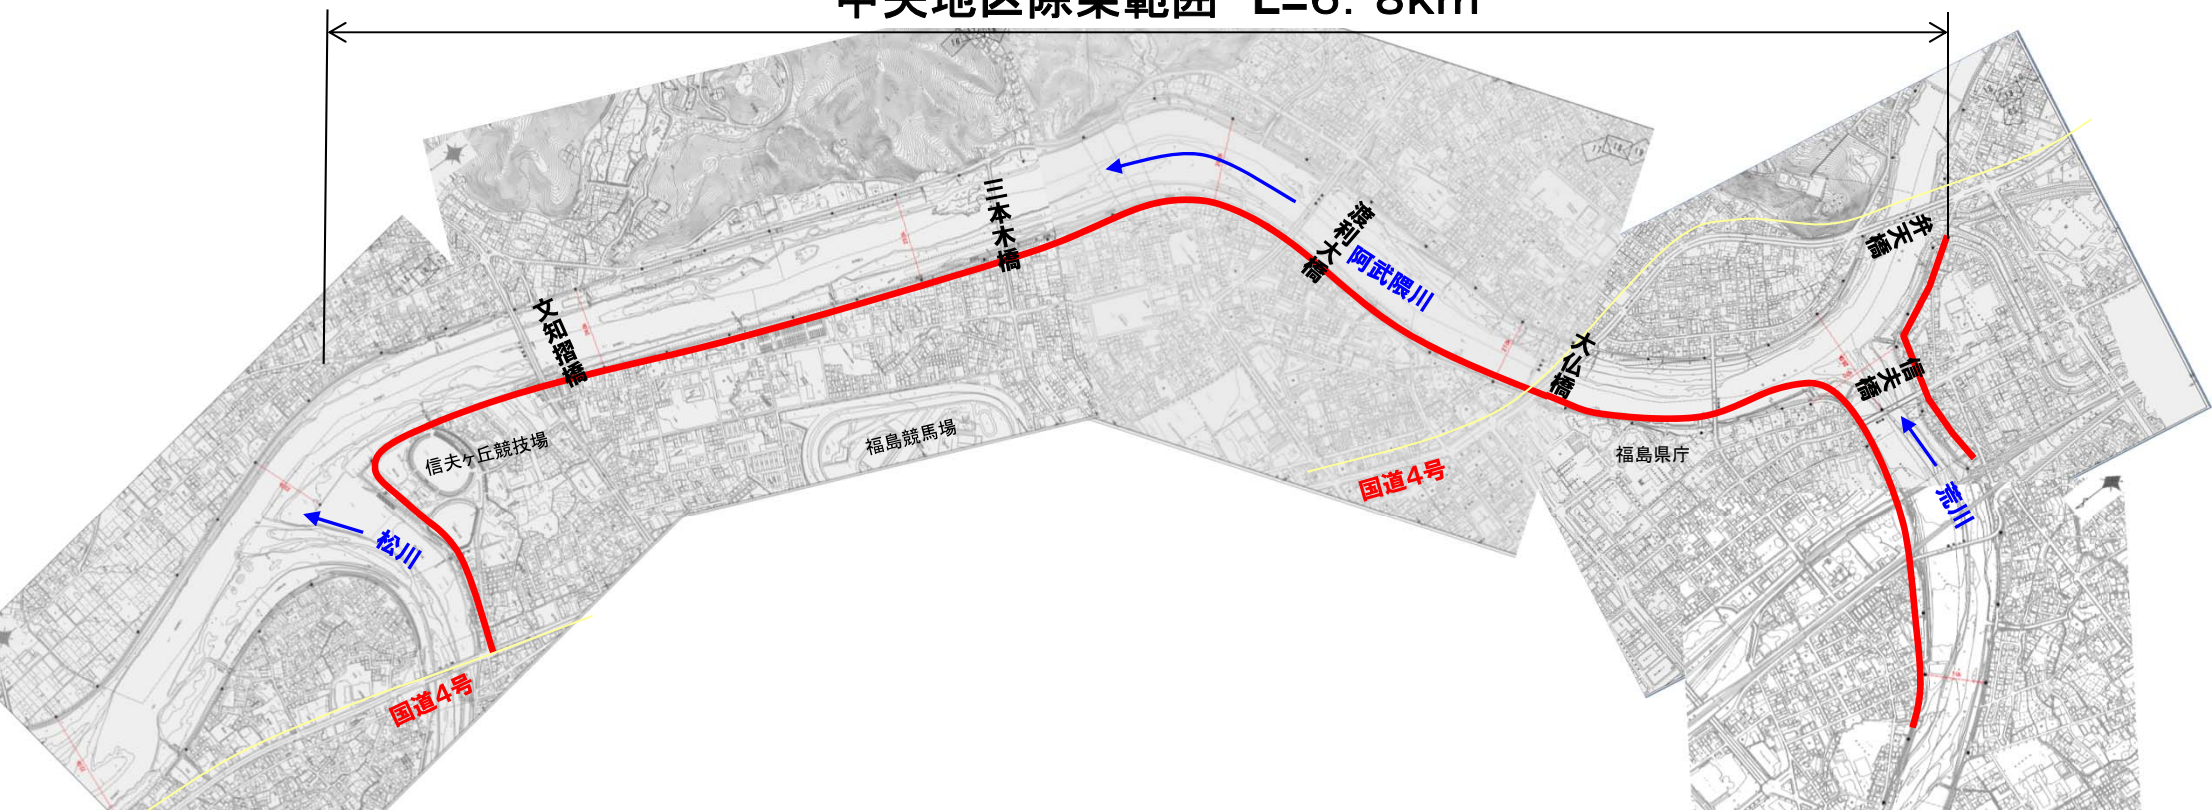 中央地区除染範囲 L=6.8km
三本木橋
渡利大橋
阿武隈川
弁天橋
文知摺橋
大仏橋
信夫橋
信夫ヶ丘競技場
福島競馬場
福島県庁
国道4号
荒川
松川
国道4号